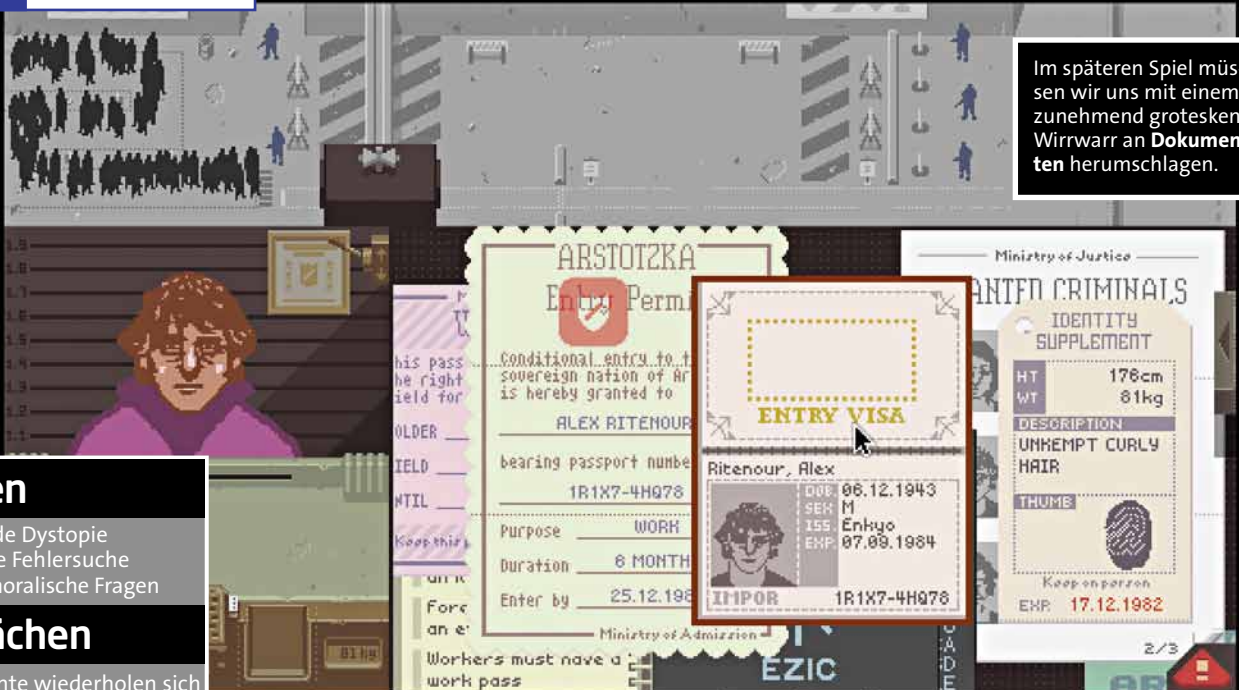 Im späteren Spiel müs-
sen wir uns mit einem
zunehmend grotesken
Wirrwarr an Dokumen-
ten herumschlagen.
ARSTOTZKA
Entry Permi
Conditional entry to t
sovereign nation of Ar
is hereby granted to
ALEX RITENOUR
bearing passport numbe
1R1X7-4HQ78
Purpose WORK
Duration 6 MONTH
Enter by 25.12.198
Ministry of Admission
his pass
he right
ield for
OLDER
IELD
NTIL
Keep this
ENTRY VISA
Ritenour, Alex
DOB. 06.12.1943
SEX M
ISS. Enkyo
EXP. 07.09.1984
IMPOR 1R1X7-4HQ78
Ministry of Justice
ANTED CRIMINALS
IDENTITY
SUPPLEMENT
HT 176cm
WT 81kg
DESCRIPTION
UNKEMPT CURLY
HAIR
THUMB
Keep on person
EXP. 17.12.1982
2/3
Fore
an e
Workers must have a
work pass
EZIC
81 kg
en
de Dystopie
e Fehlersuche
noralische Fragen
ächen
nte wiederholen sich